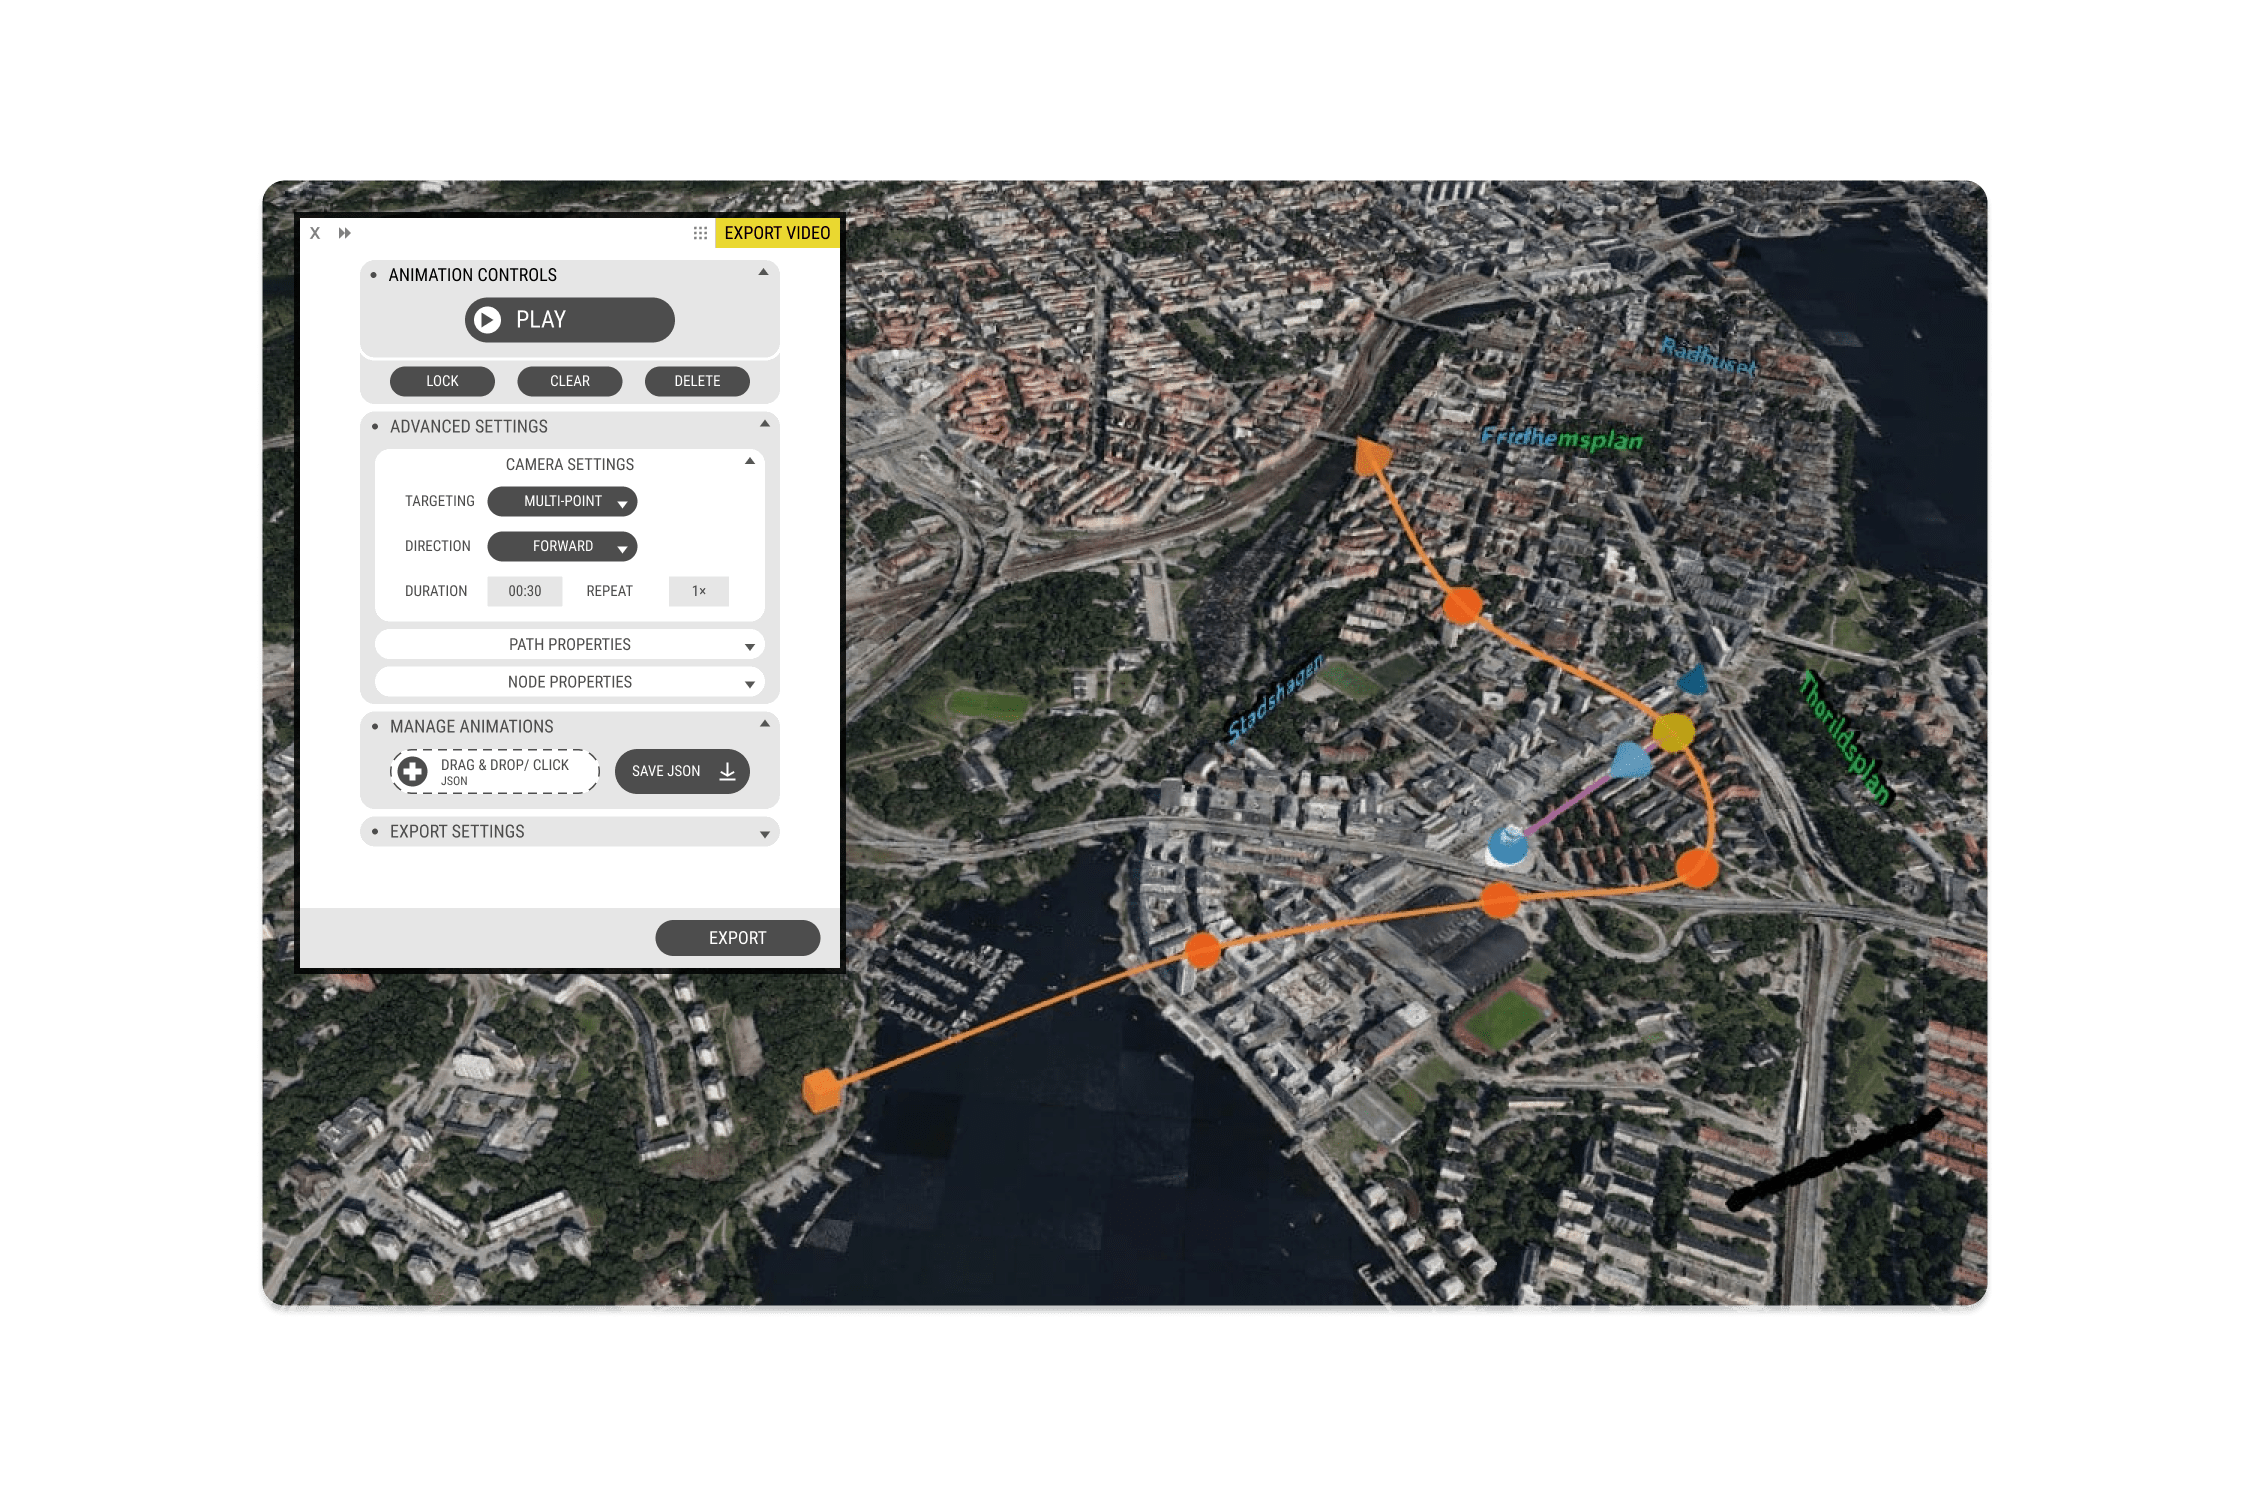 X
EXPORT VIDEO
ANIMATION CONTROLS
PLAY
LOCK CLEAR DELETE
ADVANCED SETTINGS
CAMERA SETTINGS
TARGETING MULTI-POINT
DIRECTION FORWARD
DURATION 00:30 REPEAT 1×
PATH PROPERTIES
NODE PROPERTIES
MANAGE ANIMATIONS
DRAG & DROP/ CLICK
JSON
SAVE JSON
EXPORT SETTINGS
EXPORT
Rådhuset
Fridhemsplan
Stadshagen
Thorildsplan